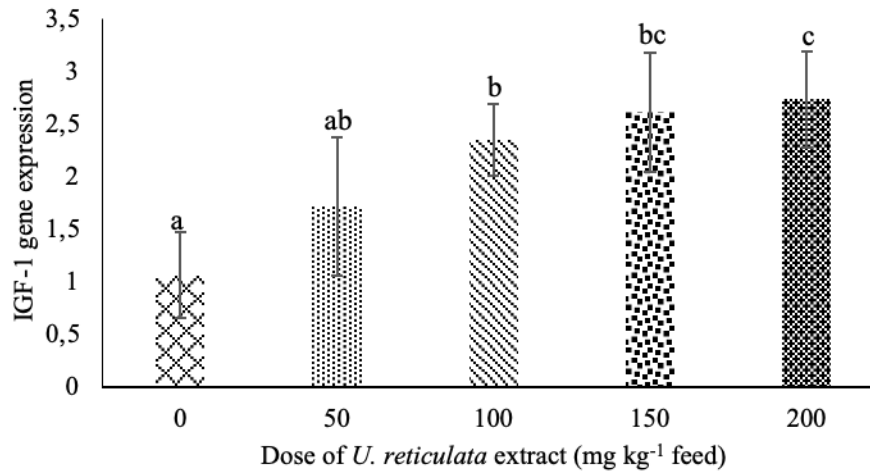 3,5
3
2,5
2
1,5
1
0,5
0
IGF-1 gene expression
a
ab
b
bc
c
0 50 100 150 200
Dose of U. reticulata extract (mg kg⁻¹ feed)